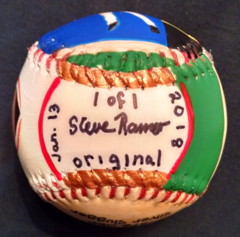 1 of 1
Steve Ramer
original
Jan. 13
2018